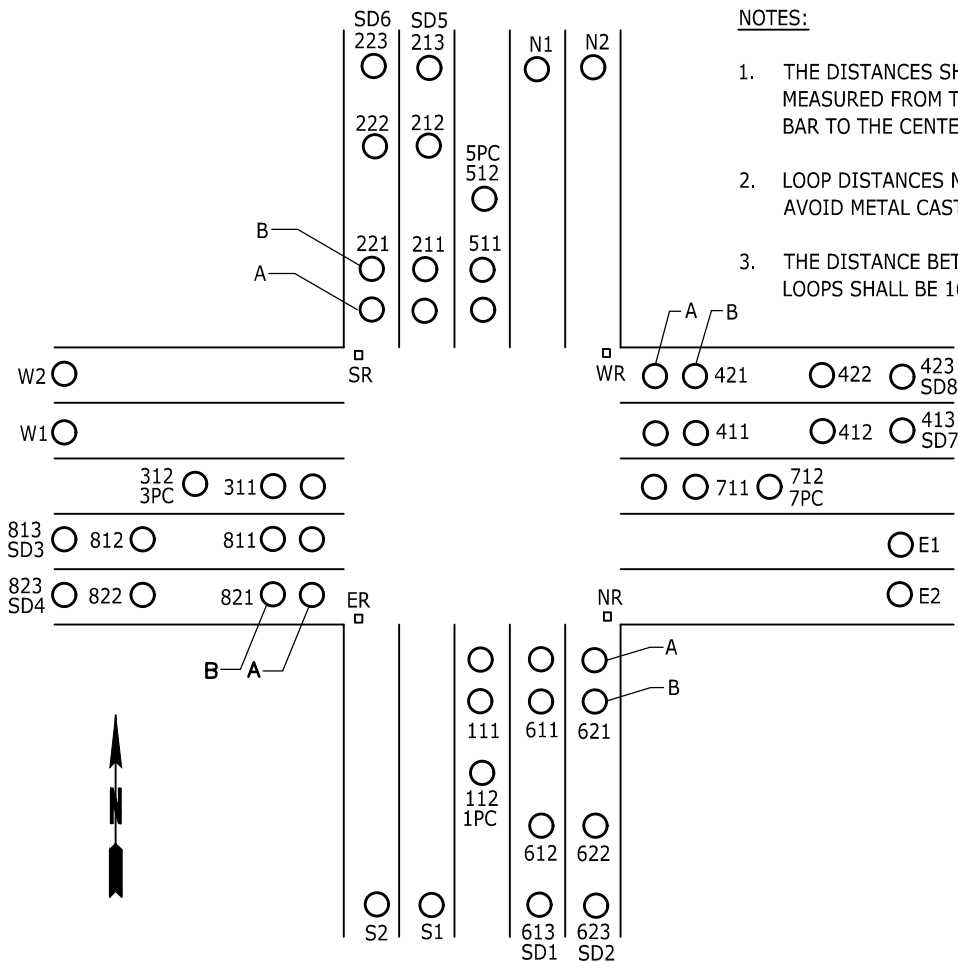 SD6 SD5
223 213
N1 N2
222 212
5PC
512
B
221 211 511
A
NOTES:
1. THE DISTANCES SH
MEASURED FROM T
BAR TO THE CENTE
2. LOOP DISTANCES N
AVOID METAL CAST
3. THE DISTANCE BET
LOOPS SHALL BE 10
A B
SR WR
W2
421 422 423
SD8
W1
411 412 413
SD7
312
3PC
311
711 712
7PC
813
SD3
812 811
E1
823
SD4
822 821
ER NR
E2
B A
A
B
111 611 621
N
112
1PC
612 622
S2 S1
613 623
SD1 SD2